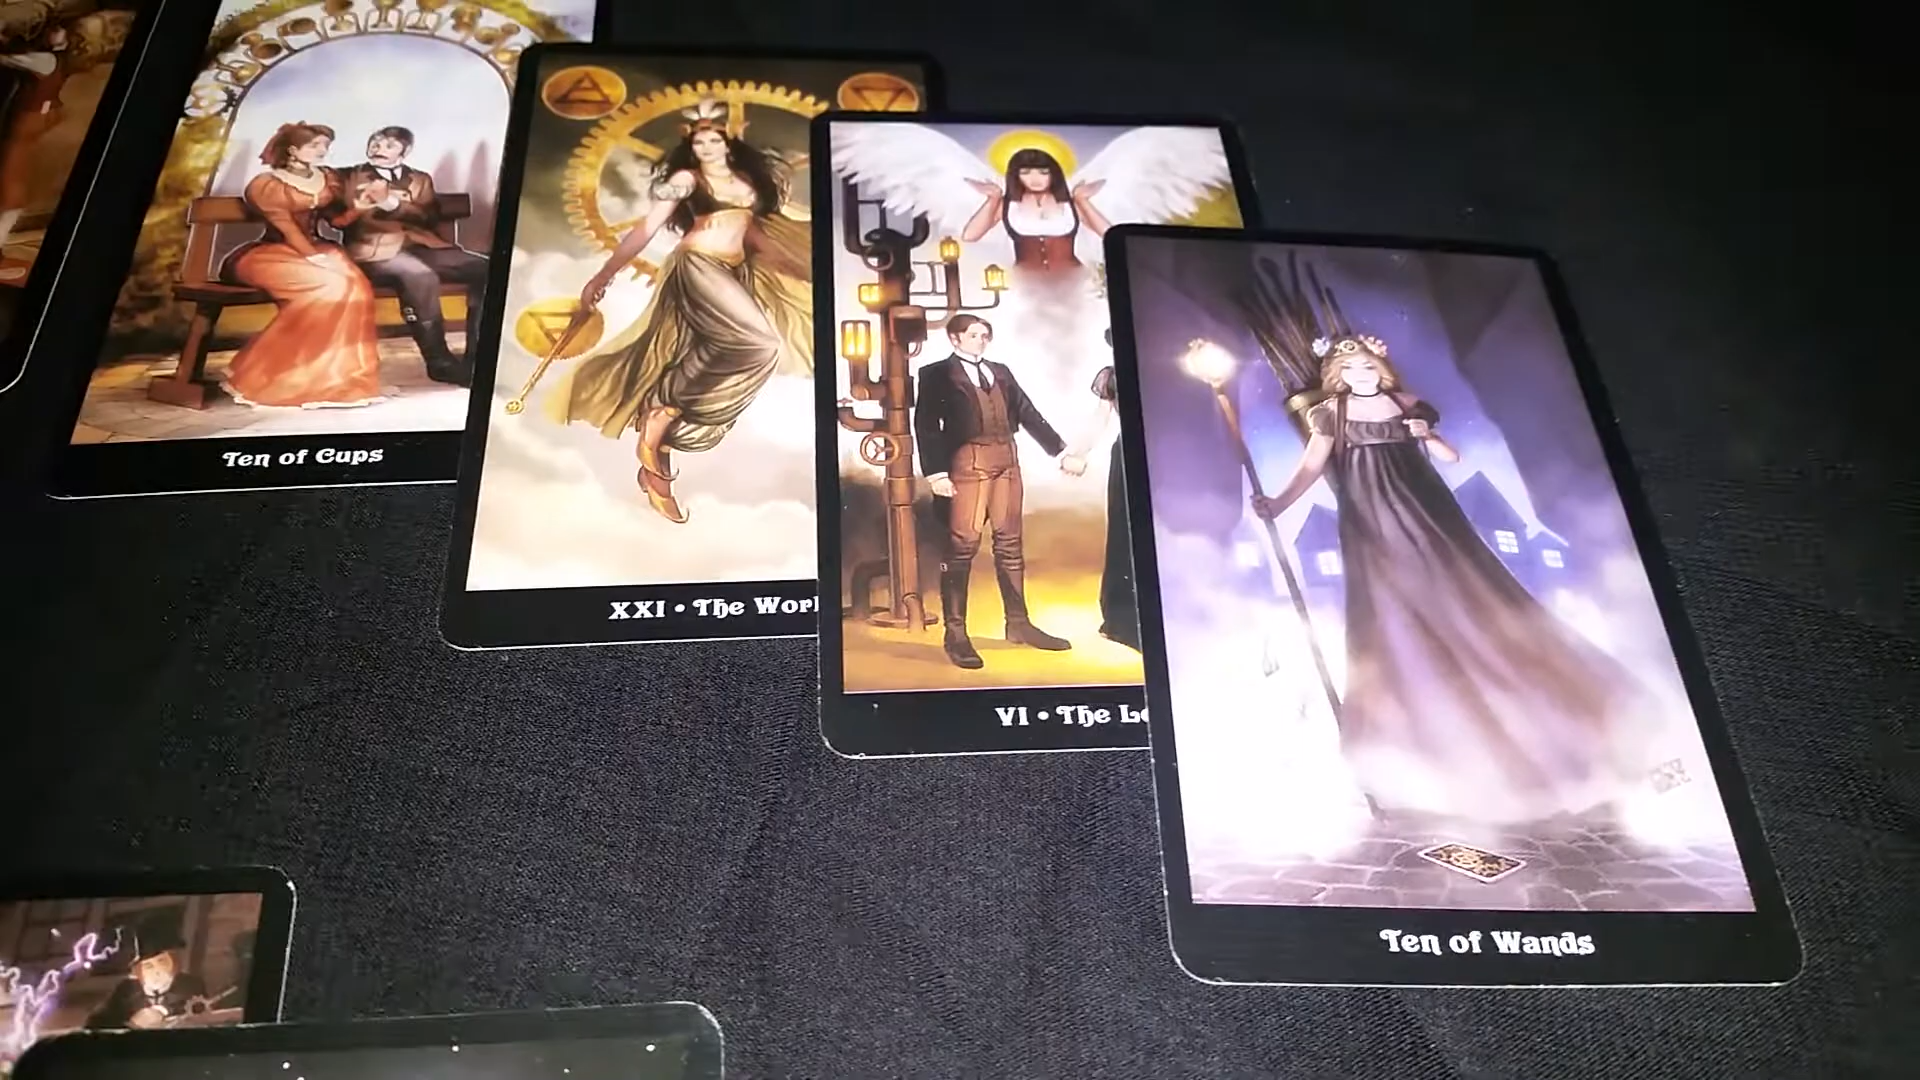 Ten of Cups
XXI • The Worl
VI • The Lo
Ten of Wands